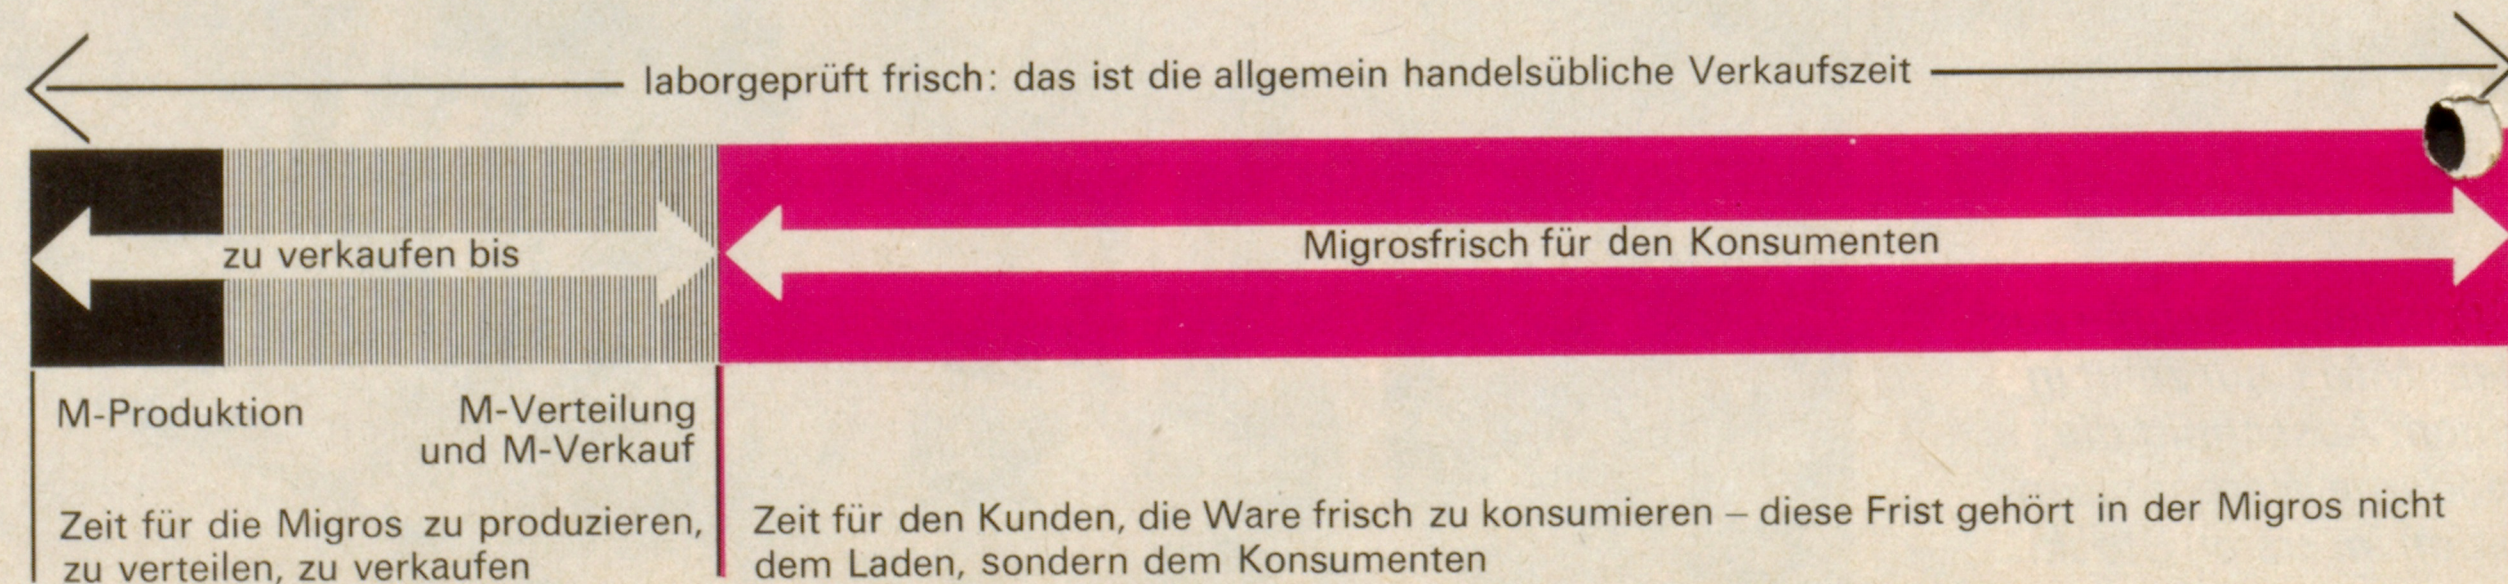 laborgeprüft frisch: das ist die allgemein handelsübliche Verkaufszeit
zu verkaufen bis
Migrosfrisch für den Konsumenten
M-Produktion
M-Verteilung
und M-Verkauf
Zeit für die Migros zu produzieren,
zu verteilen, zu verkaufen
Zeit für den Kunden, die Ware frisch zu konsumieren – diese Frist gehört in der Migros nicht
dem Laden, sondern dem Konsumenten